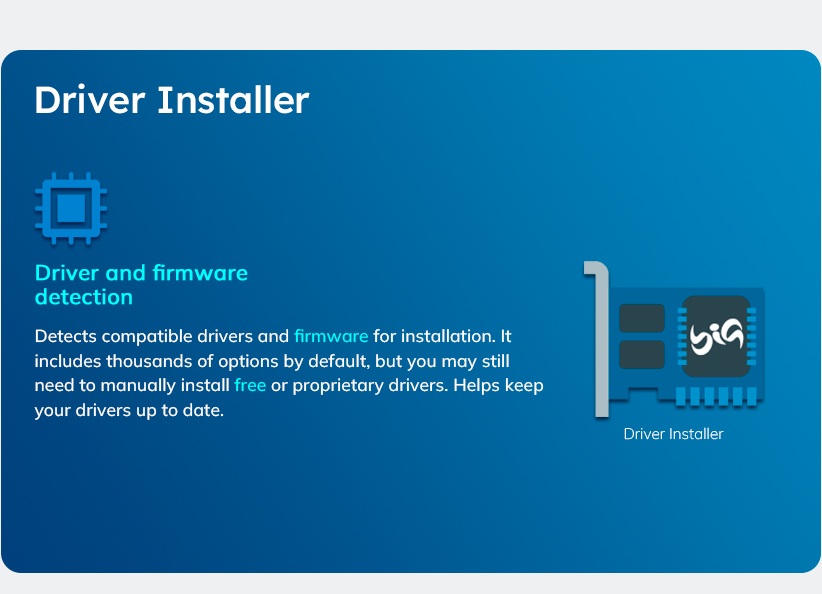 Driver Installer
Driver and firmware
detection
Detects compatible drivers and firmware for installation. It
includes thousands of options by default, but you may still
need to manually install free or proprietary drivers. Helps keep
your drivers up to date.
big
Driver Installer